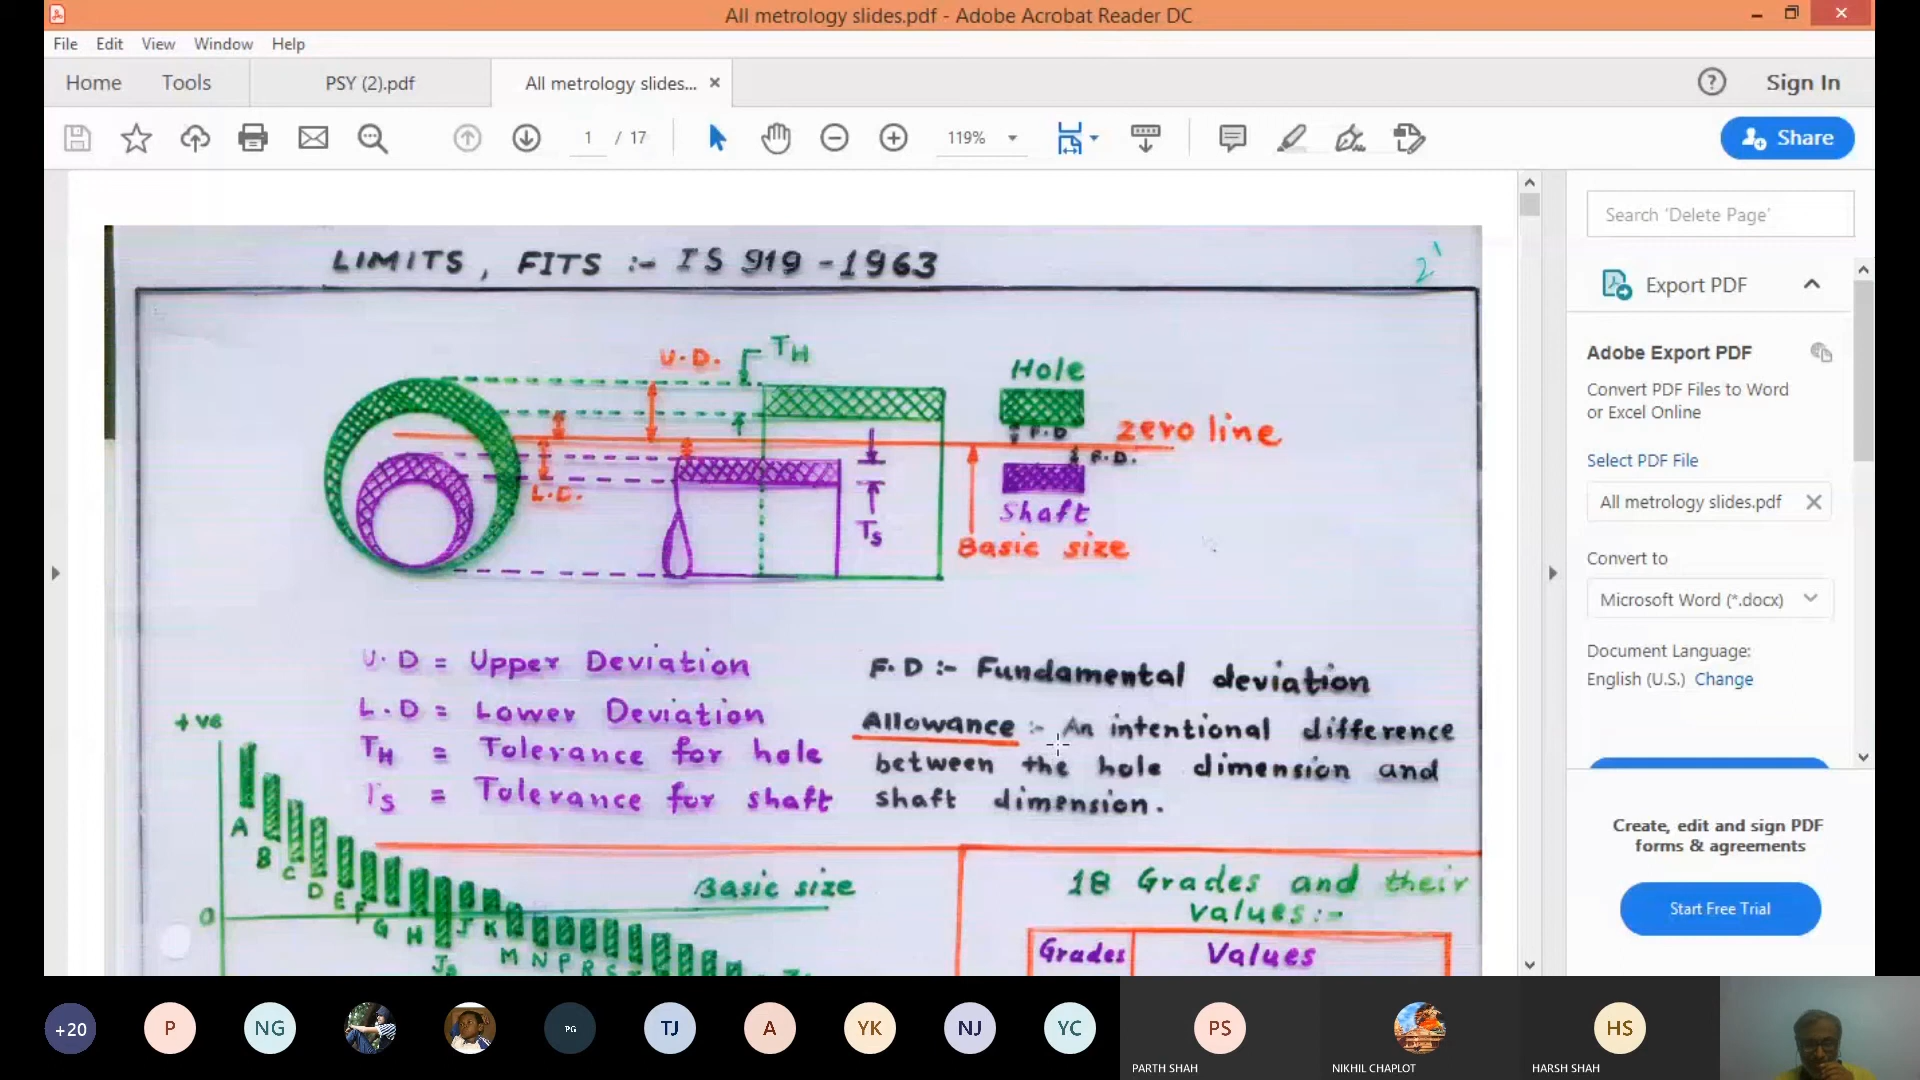 All metrology slides.pdf - Adobe Acrobat Reader DC
File Edit View Window Help
Home Tools PSY (2).pdf All metrology slides... Sign In
1 / 17 119% Share
Search 'Delete Page'
Export PDF
Adobe Export PDF
Convert PDF Files to Word
or Excel Online
Select PDF File
All metrology slides.pdf
Convert to
Microsoft Word (*.docx)
Document Language:
English (U.S.) Change
Create, edit and sign PDF
forms & agreements
Start Free Trial
LIMITS, FITS :- IS 919 - 1963
2
U.D. TH
Hole
F.D
zero line
F.D.
L.D.
Shaft
Ts
Basic size
U.D = Upper Deviation
L.D = Lower Deviation
TH = Tolerance for hole
Ts = Tolerance for shaft
F.D :- Fundamental deviation
Allowance :- An intentional difference
between the hole dimension and
shaft dimension.
+ve
A
B
C
D
E
F
G
H
Js
J
K
M
N
P
R
S
0
Basic size
18 Grades and their
values:-
Grades Values
+20 P NG PG TJ A YK NJ YC PS HS
PARTH SHAH NIKHIL CHAPLOT HARSH SHAH